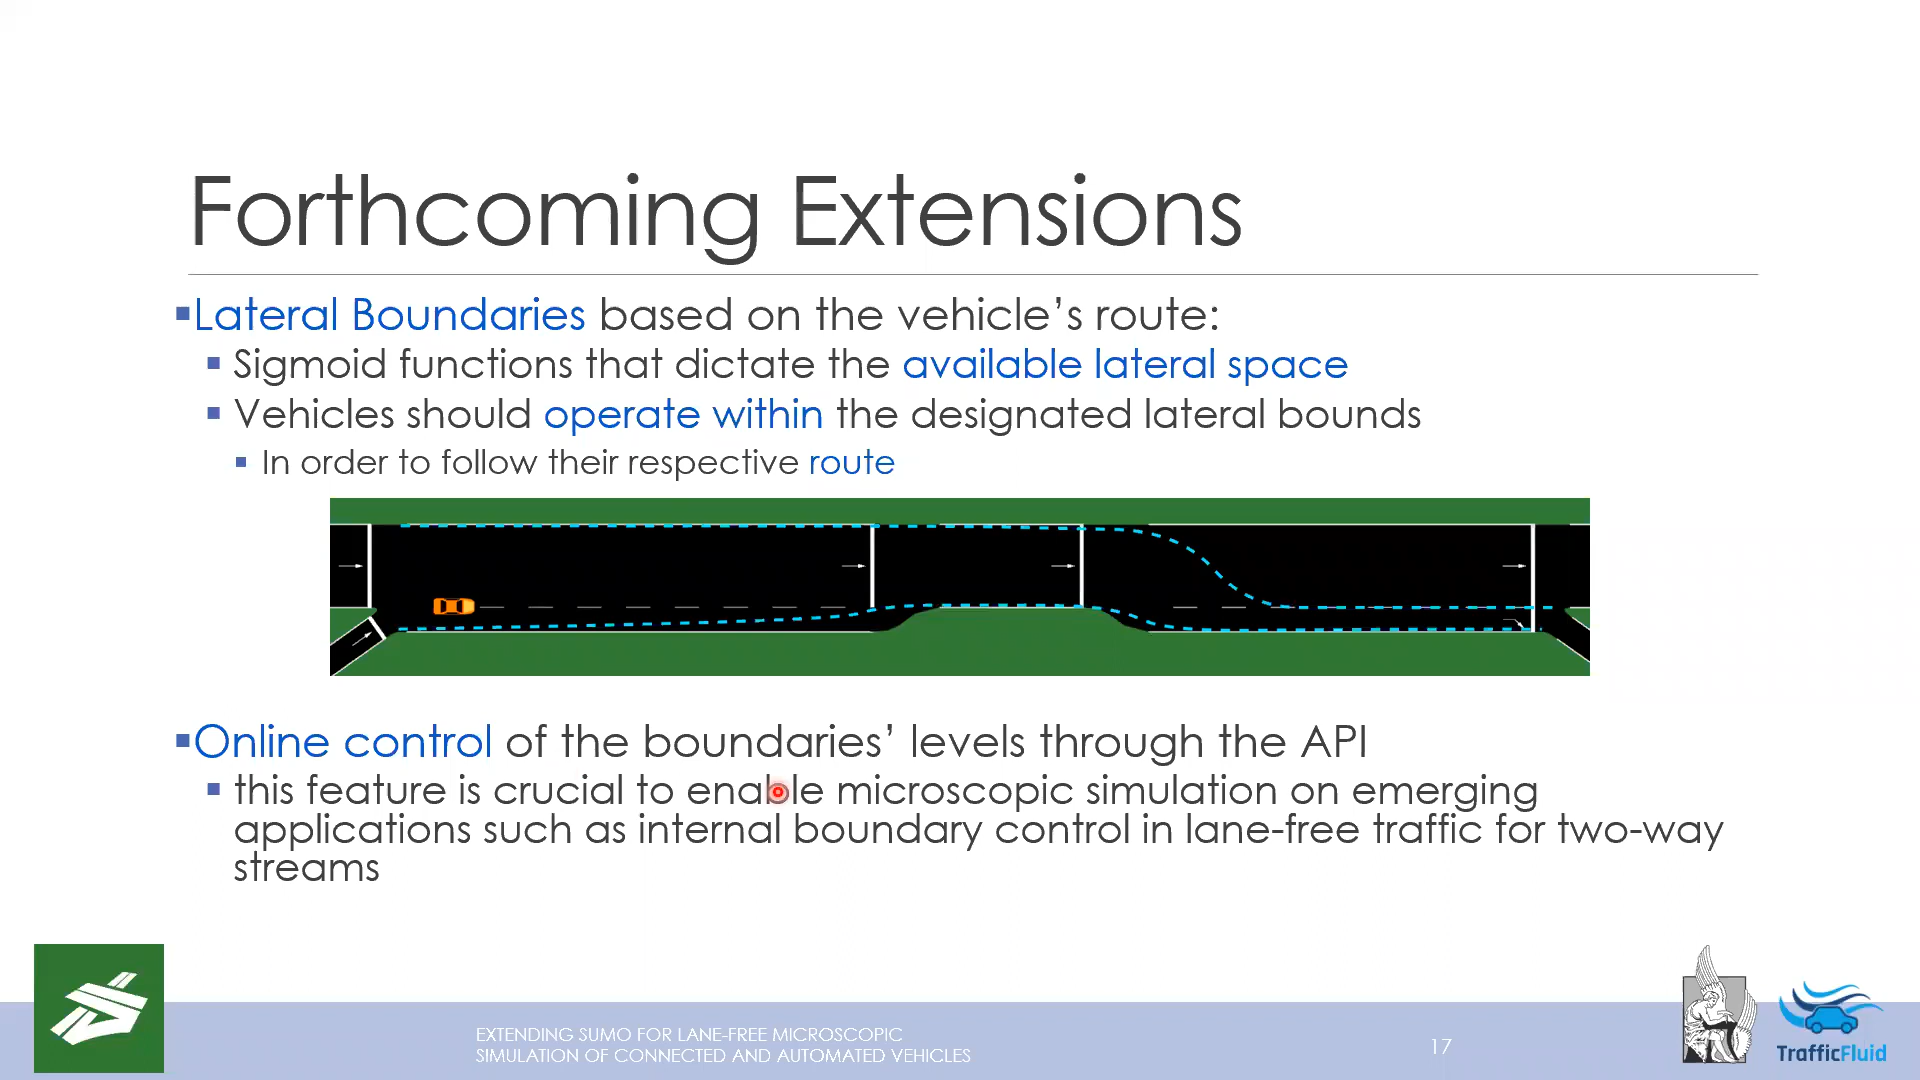 Forthcoming Extensions
▪Lateral Boundaries based on the vehicle’s route:
▪ Sigmoid functions that dictate the available lateral space
▪ Vehicles should operate within the designated lateral bounds
▪ In order to follow their respective route
▪Online control of the boundaries’ levels through the API
▪ this feature is crucial to enable microscopic simulation on emerging
applications such as internal boundary control in lane-free traffic for two-way
streams
EXTENDING SUMO FOR LANE-FREE MICROSCOPIC
SIMULATION OF CONNECTED AND AUTOMATED VEHICLES
17
TrafficFluid